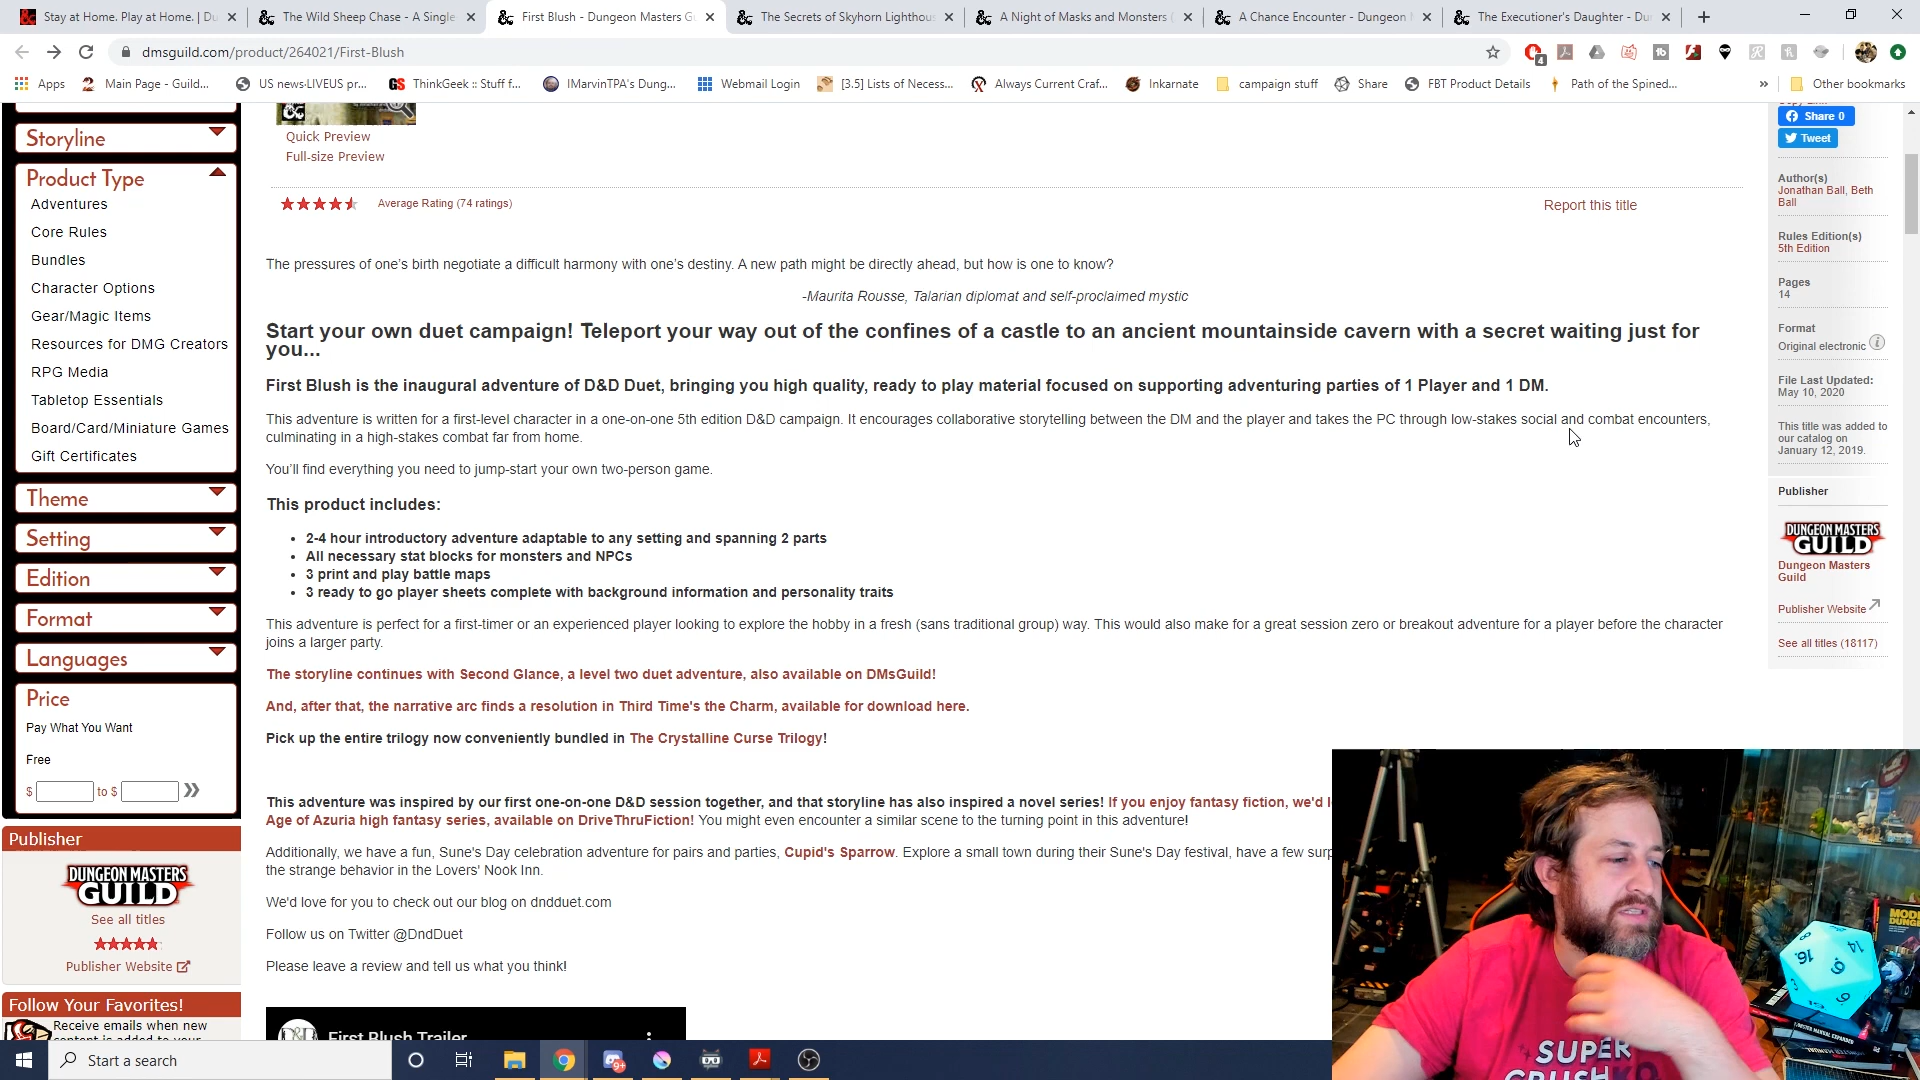 Stay at Home. Play at Home. | Du
The Wild Sheep Chase - A Single
First Blush - Dungeon Masters Gu
The Secrets of Skyhorn Lighthous
A Night of Masks and Monsters (
A Chance Encounter - Dungeon
The Executioner's Daughter - Du
dmsguild.com/product/264021/First-Blush
4
Apps
Main Page - Guild...
US news-LIVEUS pr...
GS ThinkGeek :: Stuff f...
IMarvinTPA's Dung...
Webmail Login
[3.5] Lists of Necess...
Always Current Craf...
Inkarnate
campaign stuff
Share
FBT Product Details
Path of the Spined...
Other bookmarks
Storyline
Product Type
Adventures
Core Rules
Bundles
Character Options
Gear/Magic Items
Resources for DMG Creators
RPG Media
Tabletop Essentials
Board/Card/Miniature Games
Gift Certificates
Theme
Setting
Edition
Format
Languages
Price
Pay What You Want
Free
$ to $
Publisher
DUNGEON MASTERS
GUILD
See all titles
Publisher Website
Follow Your Favorites!
Receive emails when new
content is added to your
Quick Preview
Full-size Preview
Average Rating (74 ratings)
Report this title
The pressures of one's birth negotiate a difficult harmony with one's destiny. A new path might be directly ahead, but how is one to know?
-Maurita Rousse, Talarian diplomat and self-proclaimed mystic
Start your own duet campaign! Teleport your way out of the confines of a castle to an ancient mountainside cavern with a secret waiting just for
you...
First Blush is the inaugural adventure of D&D Duet, bringing you high quality, ready to play material focused on supporting adventuring parties of 1 Player and 1 DM.
This adventure is written for a first-level character in a one-on-one 5th edition D&D campaign. It encourages collaborative storytelling between the DM and the player and takes the PC through low-stakes social and combat encounters,
culminating in a high-stakes combat far from home.
You'll find everything you need to jump-start your own two-person game.
This product includes:
• 2-4 hour introductory adventure adaptable to any setting and spanning 2 parts
• All necessary stat blocks for monsters and NPCs
• 3 print and play battle maps
• 3 ready to go player sheets complete with background information and personality traits
This adventure is perfect for a first-timer or an experienced player looking to explore the hobby in a fresh (sans traditional group) way. This would also make for a great session zero or breakout adventure for a player before the character
joins a larger party.
The storyline continues with Second Glance, a level two duet adventure, also available on DMsGuild!
And, after that, the narrative arc finds a resolution in Third Time's the Charm, available for download here.
Pick up the entire trilogy now conveniently bundled in The Crystalline Curse Trilogy!
This adventure was inspired by our first one-on-one D&D session together, and that storyline has also inspired a novel series! If you enjoy fantasy fiction, we'd l
Age of Azuria high fantasy series, available on DriveThruFiction! You might even encounter a similar scene to the turning point in this adventure!
Additionally, we have a fun, Sune's Day celebration adventure for pairs and parties, Cupid's Sparrow. Explore a small town during their Sune's Day festival, have a few surp
the strange behavior in the Lovers' Nook Inn.
We'd love for you to check out our blog on dndduet.com
Follow us on Twitter @DndDuet
Please leave a review and tell us what you think!
First Blush Trailer
Copy Link
Share 0
Tweet
Author(s)
Jonathan Ball, Beth
Ball
Rules Edition(s)
5th Edition
Pages
14
Format
Original electronic
File Last Updated:
May 10, 2020
This title was added to
our catalog on
January 12, 2019.
Publisher
DUNGEON MASTERS
GUILD
Dungeon Masters
Guild
Publisher Website
See all titles (18117)
8
14
16
6
SUPER
CRUSH KO
Start a search
9+